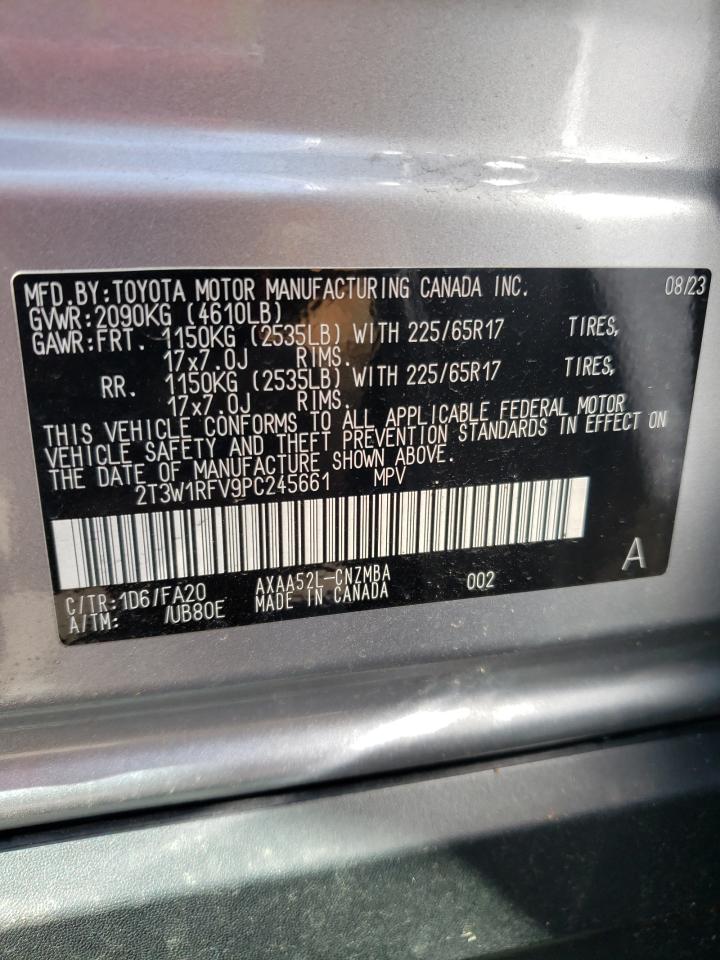 MFD.BY:TOYOTA MOTOR MANUFACTURING CANADA INC. 08/23
GVWR:2090KG (4610LB)
GAWR:FRT. 1150KG (2535LB) WITH 225/65R17 TIRES,
17x7.0J RIMS.
RR. 1150KG (2535LB) WITH 225/65R17 TIRES,
17x7.0J RIMS.
THIS VEHICLE CONFORMS TO ALL APPLICABLE FEDERAL MOTOR
VEHICLE SAFETY AND THEFT PREVENTION STANDARDS IN EFFECT ON
THE DATE OF MANUFACTURE SHOWN ABOVE.
2T3W1RFV9PC245661 MPV
C/TR:1D6/FA20 AXAA52L-CNZMBA 002 A
A/TM: /UB80E MADE IN CANADA